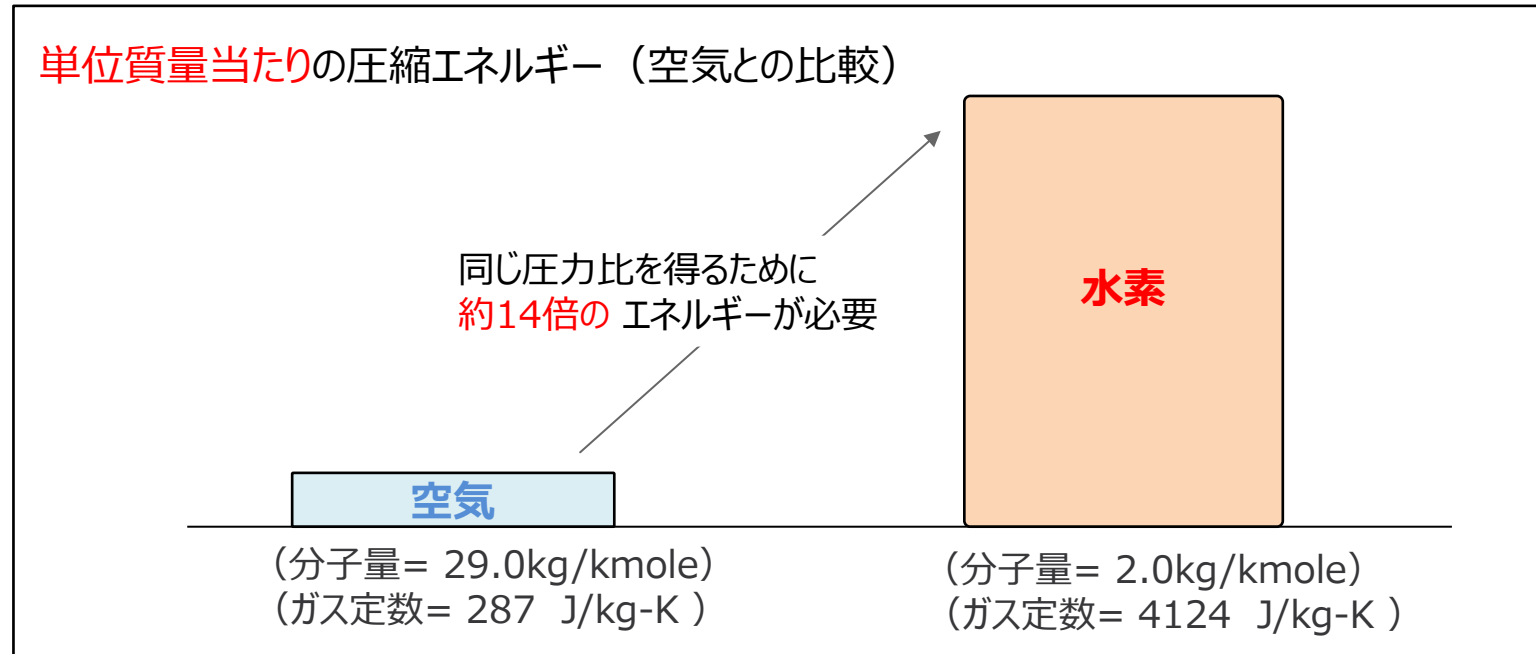 単位質量当たりの圧縮エネルギー（空気との比較）
同じ圧力比を得るために
約14倍の エネルギーが必要
水素
空気
（分子量= 29.0kg/kmole）
（ガス定数= 287 J/kg-K ）
（分子量= 2.0kg/kmole）
（ガス定数= 4124 J/kg-K ）